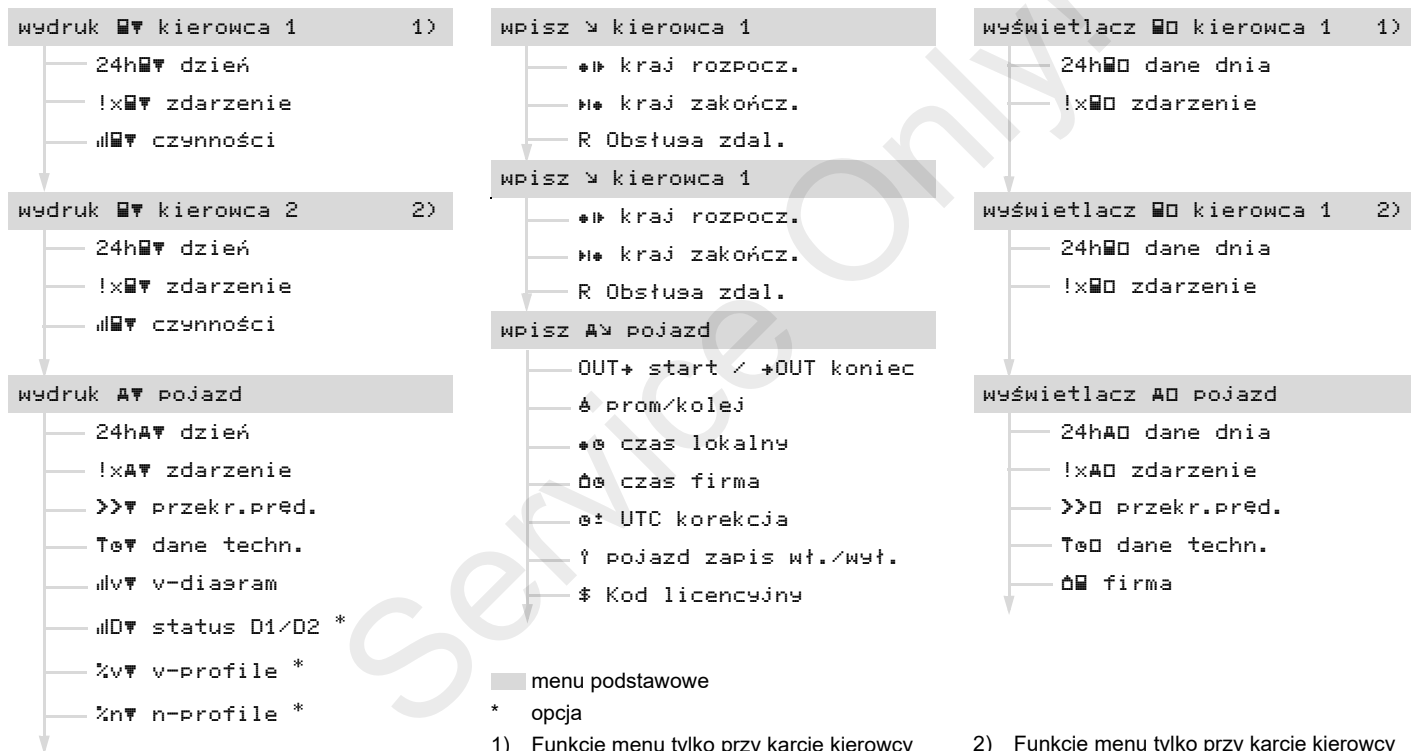 wydruk kierowca 1 1)
24h dzień
!x zdarzenie
czynności
wydruk kierowca 2 2)
24h dzień
!x zdarzenie
czynności
wydruk pojazd
24h dzień
!x zdarzenie
>> przekr.pręd.
dane techn.
v v-diagram
D status D1/D2 *
%v v-profile *
%n n-profile *
wpisz kierowca 1
kraj rozpocz.
kraj zakończ.
R Obsługa zdal.
wpisz kierowca 1
kraj rozpocz.
kraj zakończ.
R Obsługa zdal.
wpisz pojazd
OUT→ start / →OUT koniec
prom/kolej
czas lokalny
czas firma
± UTC korekcja
pojazd zapis wł./wył.
$ Kod licencyjny
menu podstawowe
* opcja
1) Funkcje menu tylko przy karcie kierowcy
wyświetlacz kierowca 1 1)
24h dane dnia
!x zdarzenie
wyświetlacz kierowca 1 2)
24h dane dnia
!x zdarzenie
wyświetlacz pojazd
24h dane dnia
!x zdarzenie
>> przekr.pręd.
dane techn.
firma
2) Funkcje menu tylko przy karcie kierowcy
Service Only!